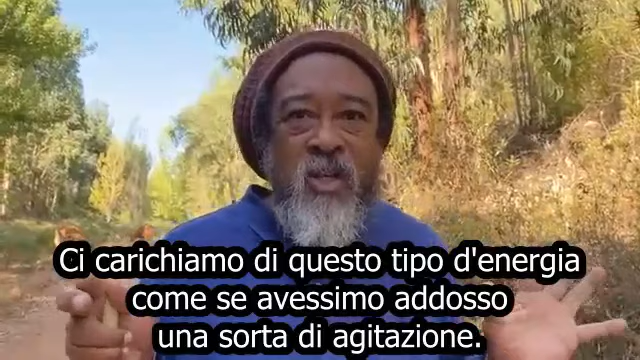 Ci carichiamo di questo tipo d'energia
come se avessimo addosso
una sorta di agitazione.